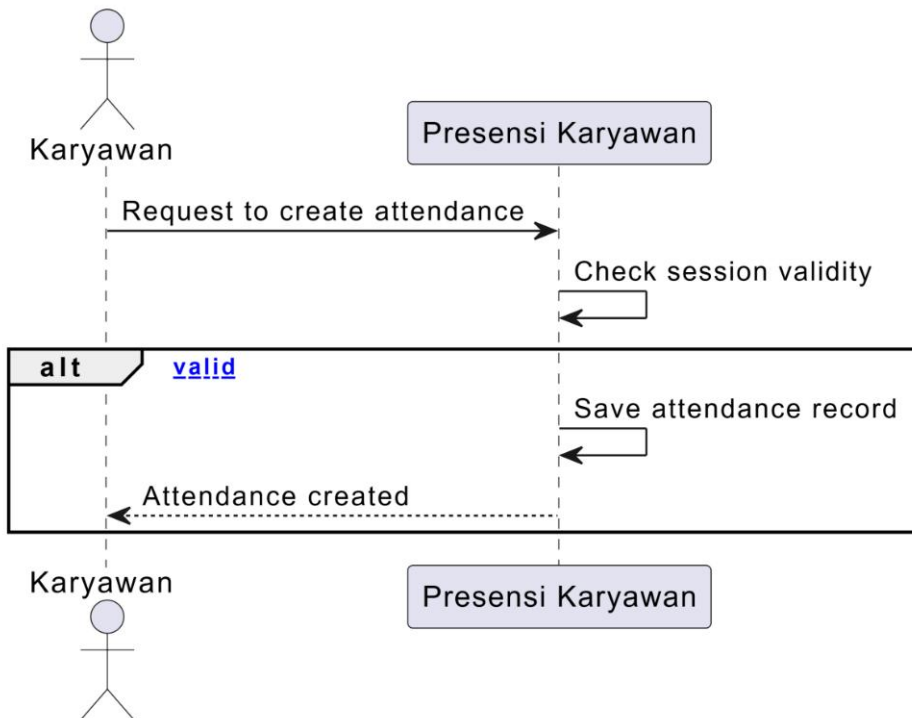 Karyawan
Presensi Karyawan
Request to create attendance
Check session validity
alt
valid
Save attendance record
Attendance created
Karyawan
Presensi Karyawan